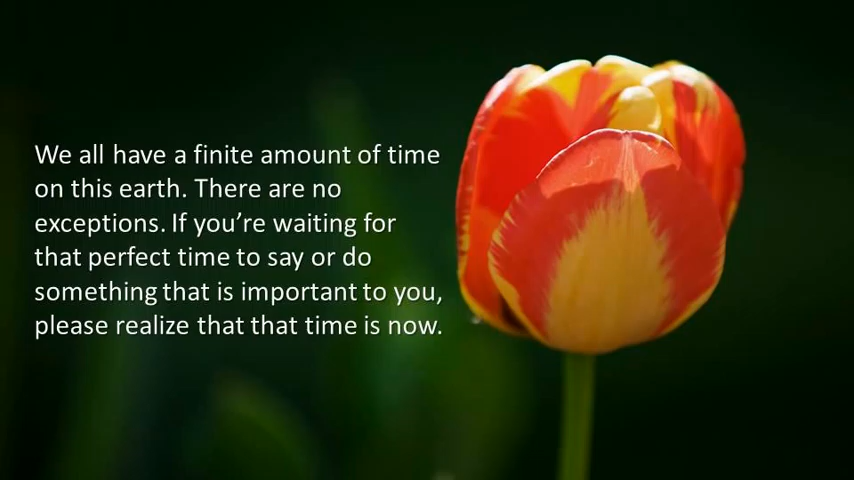 We all have a finite amount of time
on this earth. There are no
exceptions. If you’re waiting for
that perfect time to say or do
something that is important to you,
please realize that that time is now.